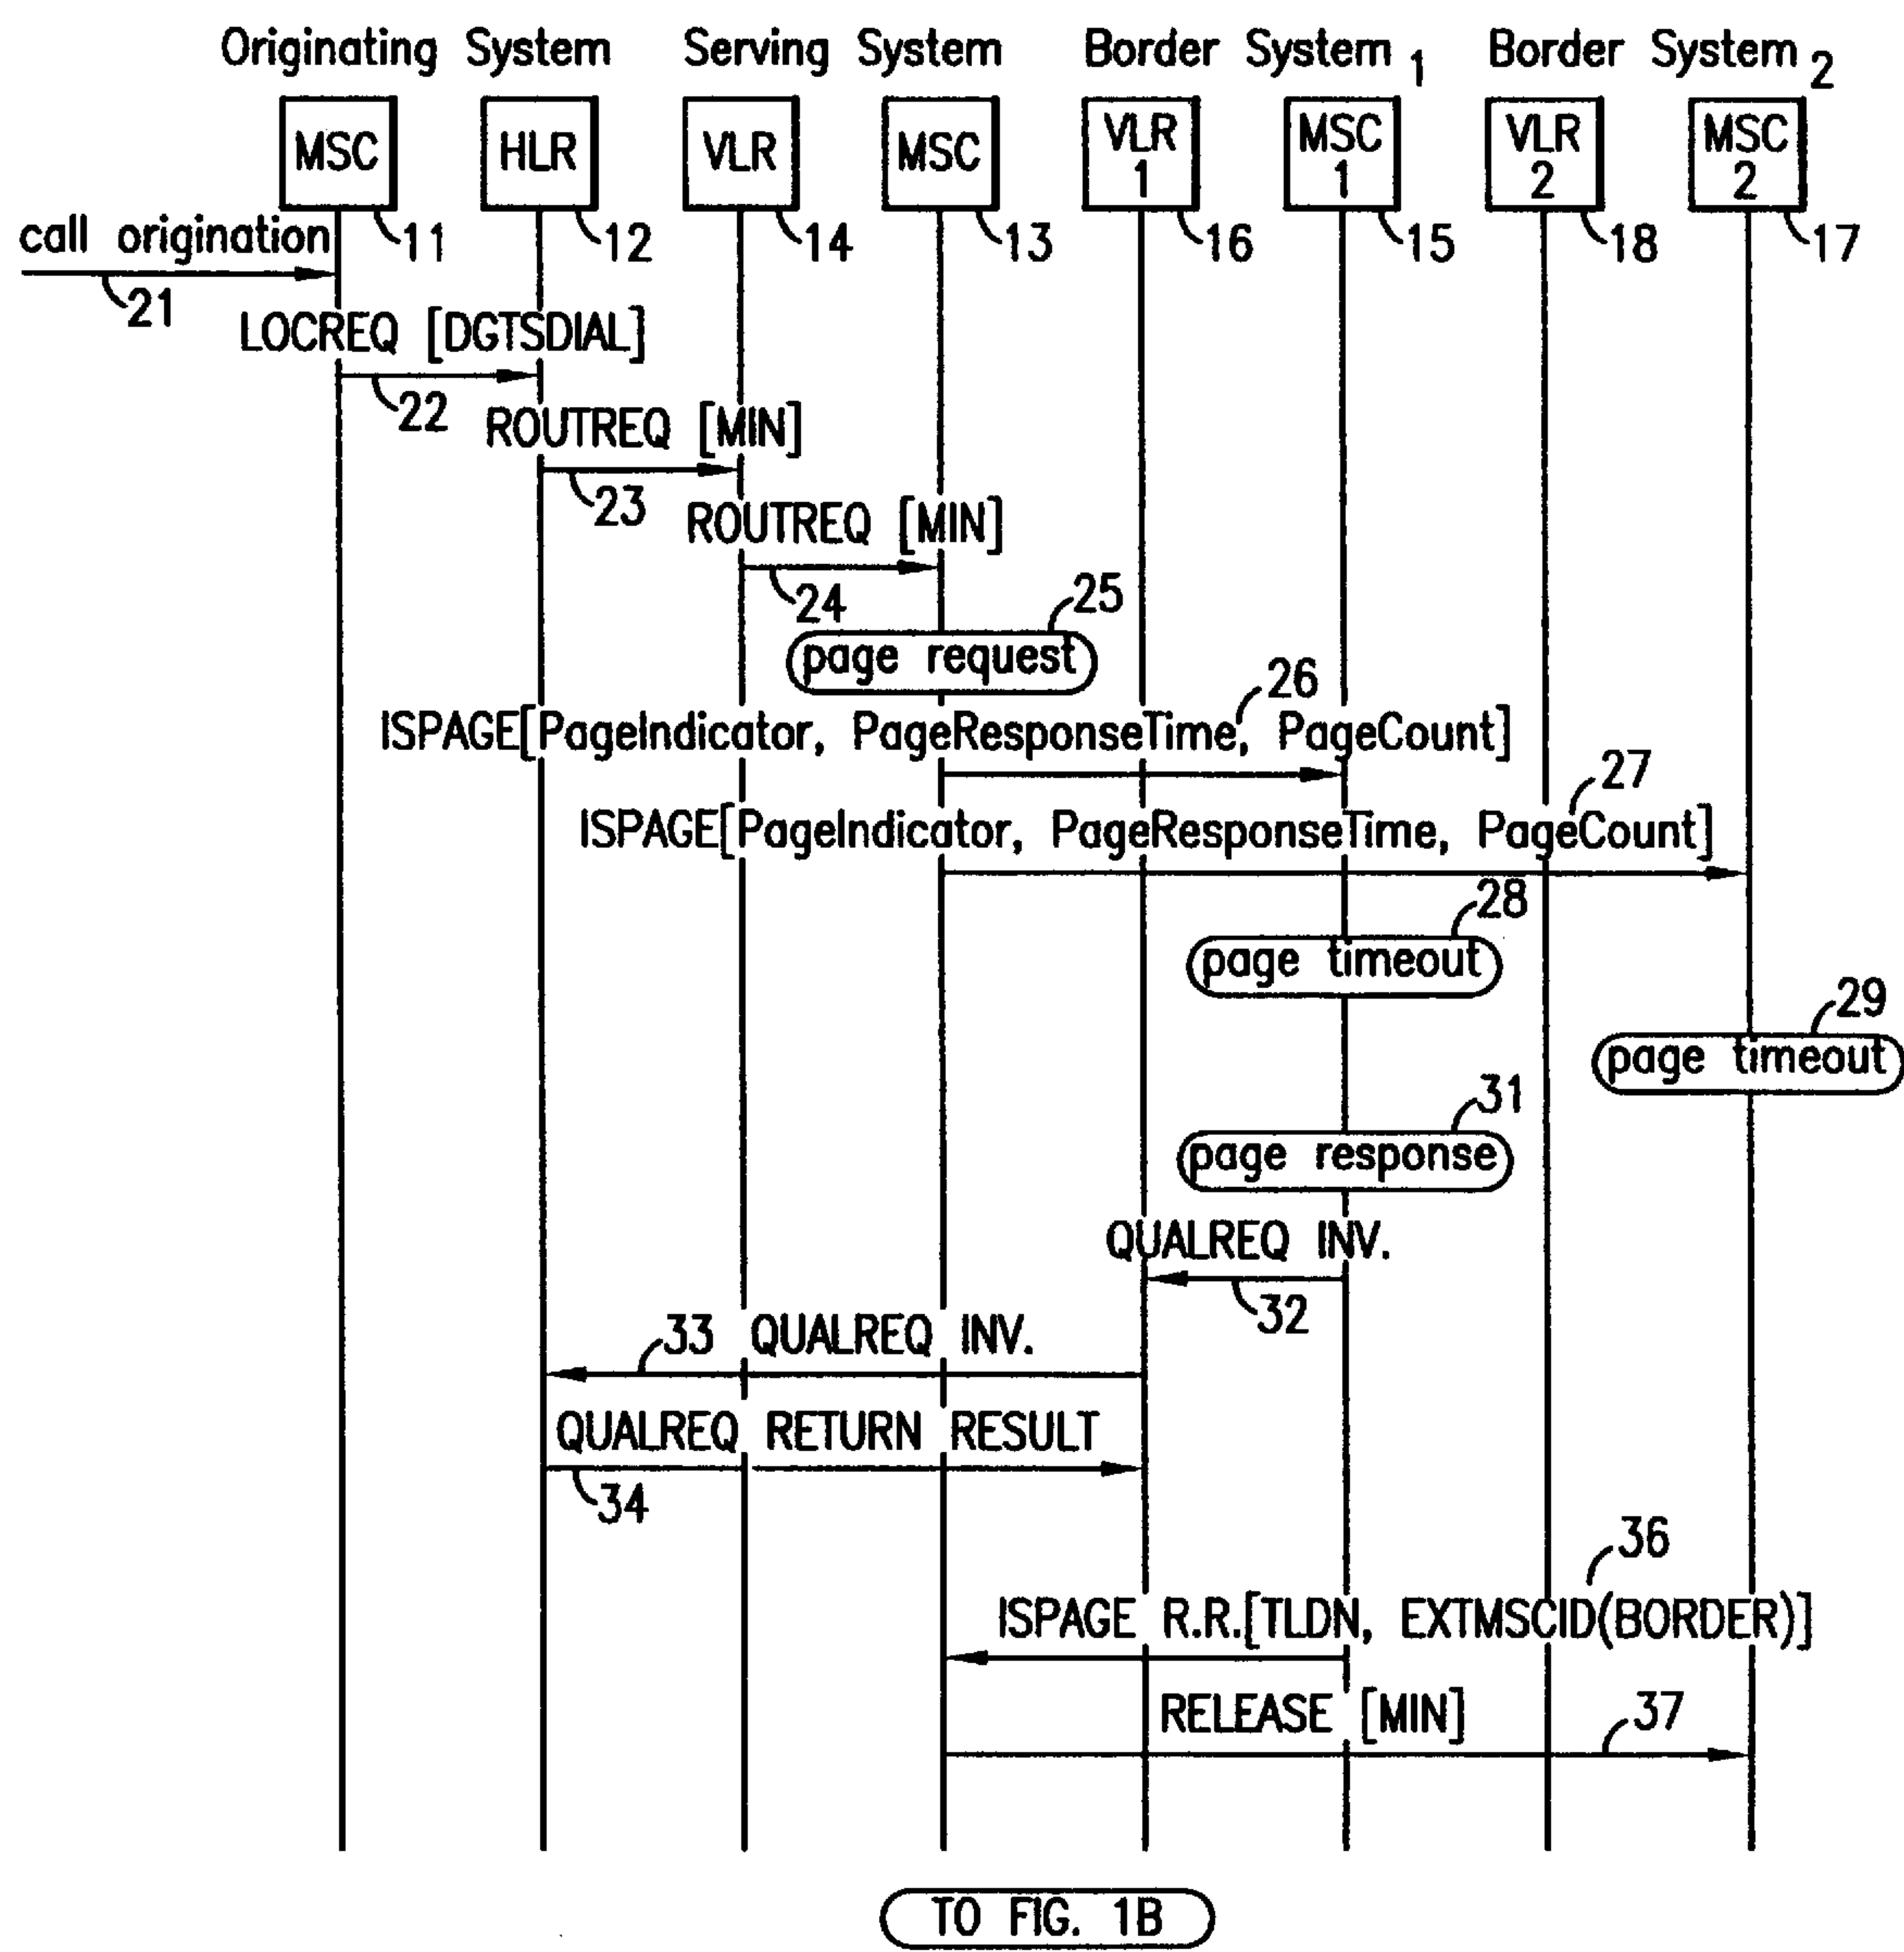 Originating System Serving System Border System 1 Border System 2
MSC HLR VLR MSC VLR 1 MSC 1 VLR 2 MSC 2
11 12 14 13 16 15 18 17
call origination
21
LOCREQ [DGTSDIAL]
22
ROUTREQ [MIN]
23
ROUTREQ [MIN]
24
25
page request
26
ISPAGE[PageIndicator, PageResponseTime, PageCount]
27
ISPAGE[PageIndicator, PageResponseTime, PageCount]
28
page timeout
29
page timeout
31
page response
QUALREQ INV.
32
33 QUALREQ INV.
QUALREQ RETURN RESULT
34
36
ISPAGE R.R.[TLDN, EXTMSCID(BORDER)]
RELEASE [MIN] 37
TO FIG. 1B